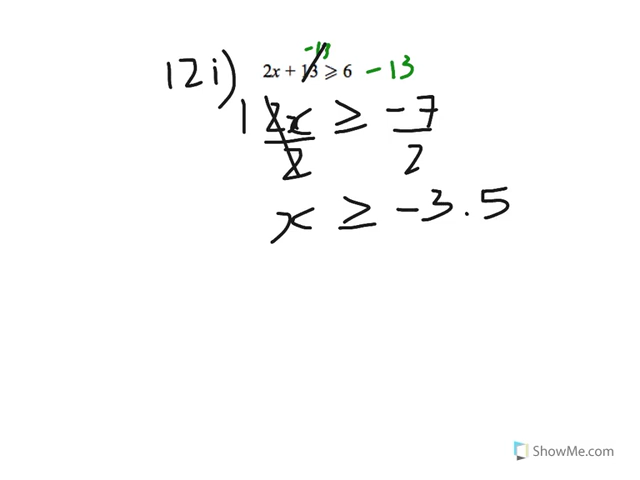 -13
12i) 2x + 13 ⩾ 6 -13
1 2x ≥ -7
2 2
x ≥ -3.5
ShowMe.com